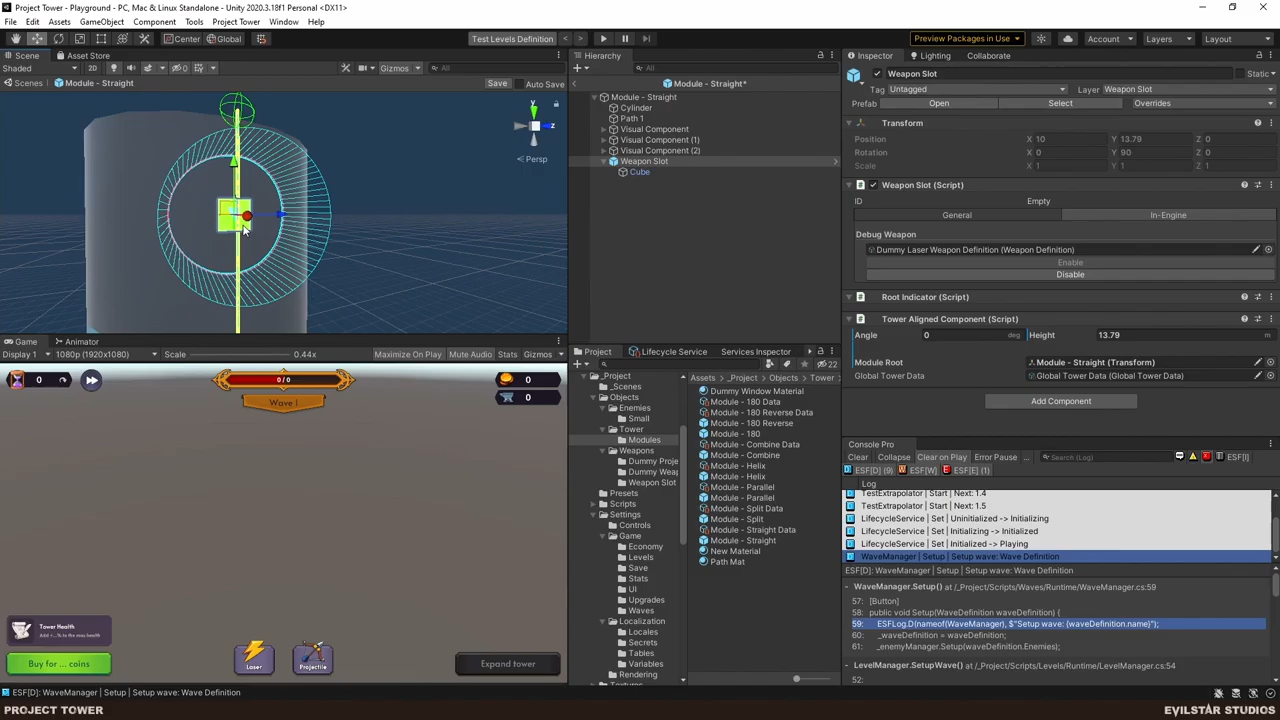 Project Tower - Playground - PC, Mac & Linux Standalone - Unity 2020.3.18f1 Personal <DX11>
File Edit Assets GameObject Component Tools Project Tower Window Help
Center Global Test Levels Definition Preview Packages in Use Account Layers Layout
Scene Asset Store
Shaded 2D 0 Gizmos All
Scenes Module - Straight Save Auto Save
y
z
Persp
Game Animator
Display 1 1080p (1920x1080) Scale 0.44x Maximize On Play Mute Audio Stats Gizmos
0 0 / 0 0
Wave 1 0
Tower Health
Buy for ... coins
Laser Projectile Expand tower
Hierarchy
All
Module - Straight*
Module - Straight
Cylinder
Path 1
Visual Component
Visual Component (1)
Visual Component (2)
Weapon Slot
Cube
Project Lifecycle Service Services Inspector
22
_Project
_Scenes
Objects
Enemies
Small
Tower
Modules
Weapons
Dummy Proje
Dummy Weap
Weapon Slot
Presets
Scripts
Settings
Controls
Game
Economy
Levels
Save
Stats
UI
Upgrades
Waves
Localization
Locales
Secrets
Tables
Variables
Rendering
Assets _Project Objects Tower
Dummy Window Material
Module - 180 Data
Module - 180 Reverse Data
Module - 180 Reverse
Module - 180
Module - Combine Data
Module - Combine
Module - Helix
Module - Helix
Module - Parallel
Module - Parallel
Module - Split Data
Module - Split
Module - Straight Data
Module - Straight
New Material
Path Mat
Inspector Lighting Collaborate
Weapon Slot Static
Tag Untagged Layer Weapon Slot
Prefab Open Select Overrides
Transform
Position X 10 Y 13.79 Z 0
Rotation X 0 Y 90 Z 0
Scale X 1 Y 1 Z 1
Weapon Slot (Script)
ID Empty
General In-Engine
Debug Weapon
Dummy Laser Weapon Definition (Weapon Definition)
Enable
Disable
Root Indicator (Script)
Tower Aligned Component (Script)
Angle 0 deg Height 13.79 m
Module Root Module - Straight (Transform)
Global Tower Data Global Tower Data (Global Tower Data)
Add Component
Console Pro
Clear Collapse Clear on Play Error Pause ... Search (Log) ESF[I]
ESF[D] (9) ESF[W] ESF[E] (1)
Log
TestExtrapolator | Start | Next: 1.4
TestExtrapolator | Start | Next: 1.5
LifecycleService | Set | Uninitialized -> Initializing
LifecycleService | Set | Initializing -> Initialized
LifecycleService | Set | Initialized -> Playing
WaveManager | Setup | Setup wave: Wave Definition
ESF[D]: WaveManager | Setup | Setup wave: Wave Definition
- WaveManager.Setup() at /_Project/Scripts/Waves/Runtime/WaveManager.cs:59
57: [Button]
58: public void Setup(WaveDefinition waveDefinition) {
59: ESFLog.D(nameof(WaveManager), $"Setup wave: {waveDefinition.name}");
60: _waveDefinition = waveDefinition;
61: _enemyManager.Setup(waveDefinition.Enemies);
- LevelManager.SetupWave() at /_Project/Scripts/Levels/Runtime/LevelManager.cs:54
52:
ESF[D]: WaveManager | Setup | Setup wave: Wave Definition
PROJECT TOWER EVILSTAR STUDIOS